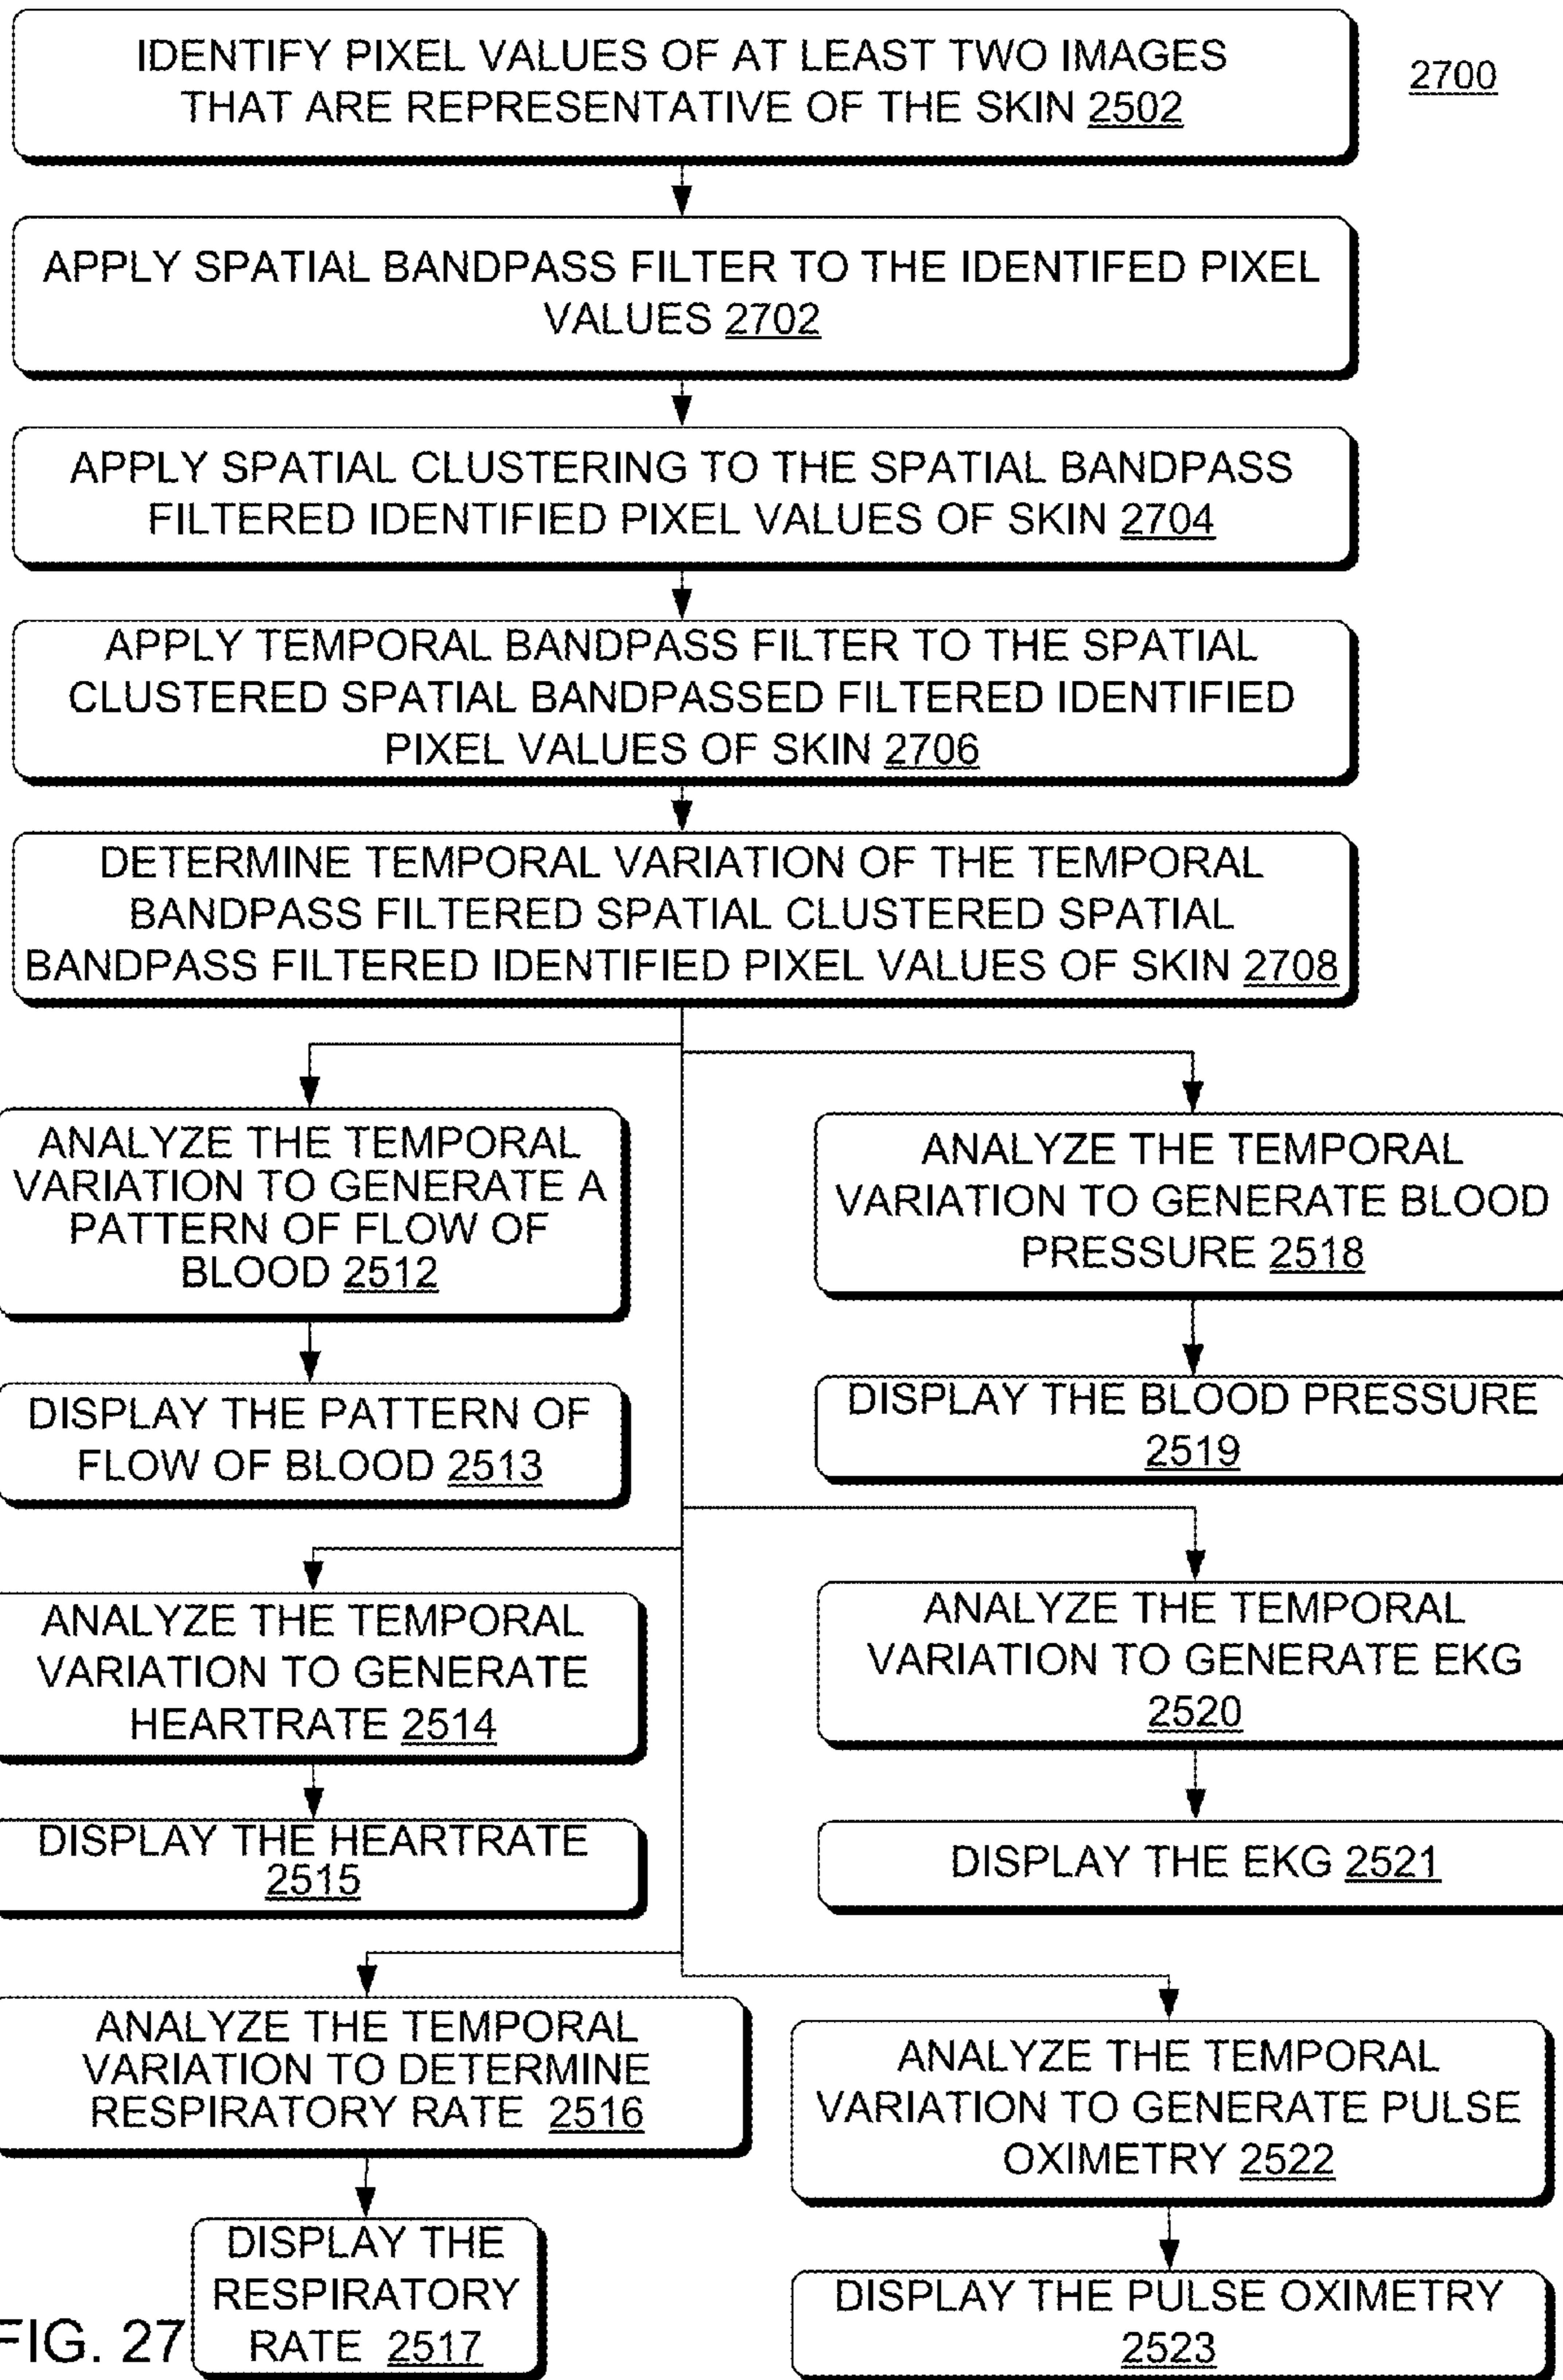 IDENTIFY PIXEL VALUES OF AT LEAST TWO IMAGES
THAT ARE REPRESENTATIVE OF THE SKIN 2502
2700
APPLY SPATIAL BANDPASS FILTER TO THE IDENTIFED PIXEL
VALUES 2702
APPLY SPATIAL CLUSTERING TO THE SPATIAL BANDPASS
FILTERED IDENTIFIED PIXEL VALUES OF SKIN 2704
APPLY TEMPORAL BANDPASS FILTER TO THE SPATIAL
CLUSTERED SPATIAL BANDPASSED FILTERED IDENTIFIED
PIXEL VALUES OF SKIN 2706
DETERMINE TEMPORAL VARIATION OF THE TEMPORAL
BANDPASS FILTERED SPATIAL CLUSTERED SPATIAL
BANDPASS FILTERED IDENTIFIED PIXEL VALUES OF SKIN 2708
ANALYZE THE TEMPORAL
VARIATION TO GENERATE A
PATTERN OF FLOW OF
BLOOD 2512
ANALYZE THE TEMPORAL
VARIATION TO GENERATE BLOOD
PRESSURE 2518
DISPLAY THE PATTERN OF
FLOW OF BLOOD 2513
DISPLAY THE BLOOD PRESSURE
2519
ANALYZE THE TEMPORAL
VARIATION TO GENERATE
HEARTRATE 2514
ANALYZE THE TEMPORAL
VARIATION TO GENERATE EKG
2520
DISPLAY THE HEARTRATE
2515
DISPLAY THE EKG 2521
ANALYZE THE TEMPORAL
VARIATION TO DETERMINE
RESPIRATORY RATE 2516
ANALYZE THE TEMPORAL
VARIATION TO GENERATE PULSE
OXIMETRY 2522
DISPLAY THE
RESPIRATORY
RATE 2517
DISPLAY THE PULSE OXIMETRY
2523
FIG. 27